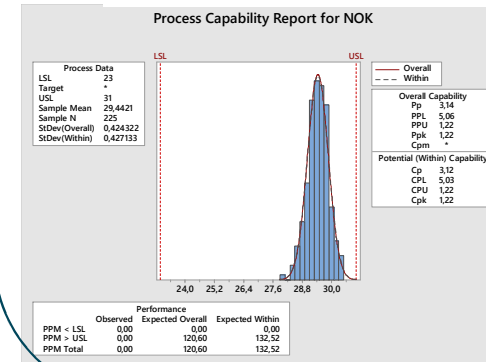 Process Capability Report for NOK
LSL USL
Process Data
LSL 23
Target *
USL 31
Sample Mean 29,4421
Sample N 225
StDev(Overall) 0,424322
StDev(Within) 0,427133
Overall
Within
Overall Capability
Pp 3,14
PPL 5,06
PPU 1,22
Ppk 1,22
Cpm *
Potential (Within) Capability
Cp 3,12
CPL 5,03
CPU 1,22
Cpk 1,22
24,0 25,2 26,4 27,6 28,8 30,0
Performance
Observed Expected Overall Expected Within
PPM < LSL 0,00 0,00 0,00
PPM > USL 0,00 120,60 132,52
PPM Total 0,00 120,60 132,52